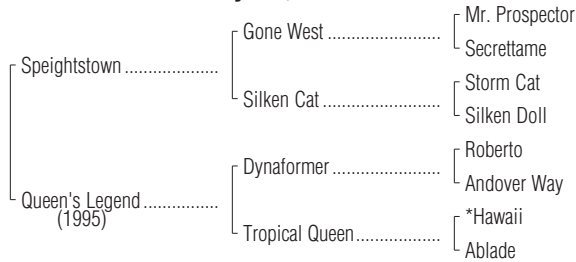 Mr. Prospector
Gone West .......................
Secrettame
Speightstown ....................
Storm Cat
Silken Cat .........................
Silken Doll
Roberto
Dynaformer .......................
Andover Way
Queen's Legend ................
(1995)
*Hawaii
Tropical Queen..................
Ablade